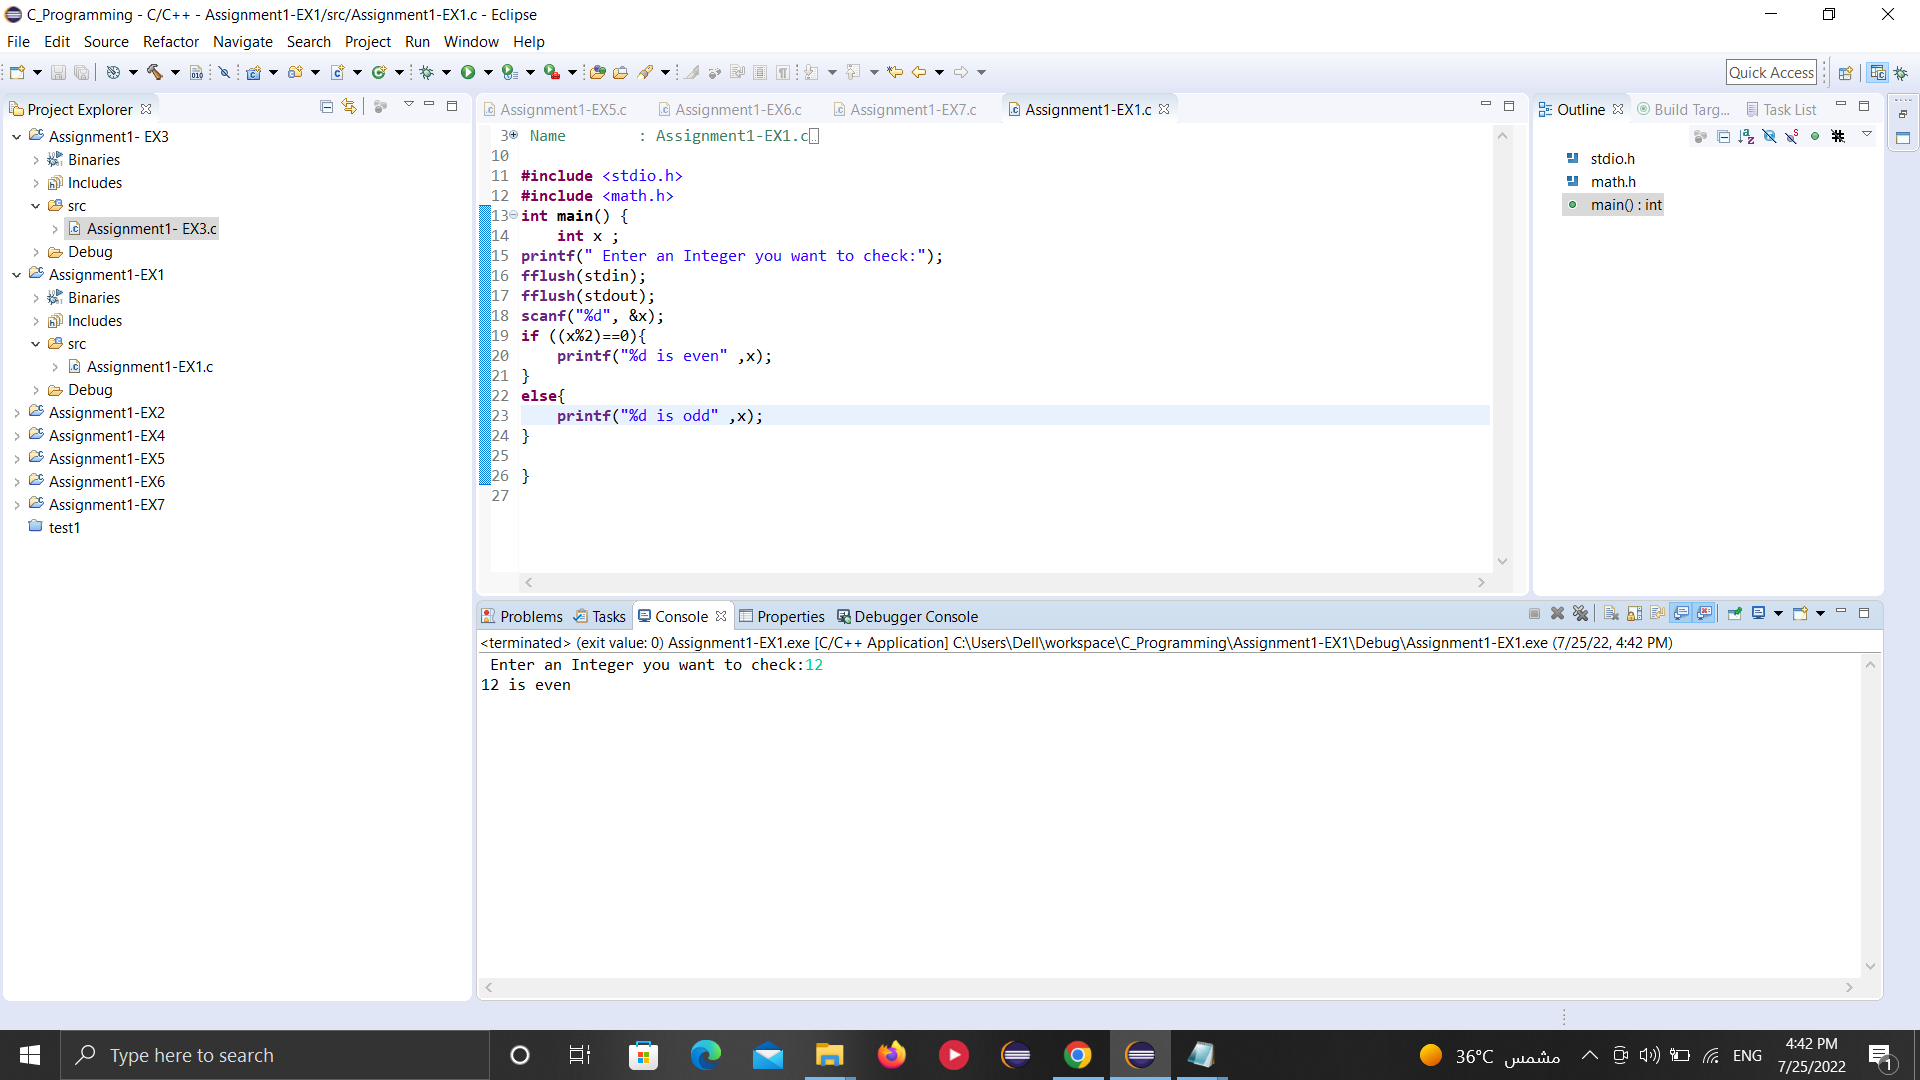 C_Programming - C/C++ - Assignment1-EX1/src/Assignment1-EX1.c - Eclipse
File Edit Source Refactor Navigate Search Project Run Window Help
Quick Access
Project Explorer
Assignment1- EX3
Binaries
Includes
src
Assignment1- EX3.c
Debug
Assignment1-EX1
Binaries
Includes
src
Assignment1-EX1.c
Debug
Assignment1-EX2
Assignment1-EX4
Assignment1-EX5
Assignment1-EX6
Assignment1-EX7
test1
Assignment1-EX5.c Assignment1-EX6.c Assignment1-EX7.c Assignment1-EX1.c
3 Name : Assignment1-EX1.c
10
11 #include <stdio.h>
12 #include <math.h>
13 int main() {
14 int x ;
15 printf(" Enter an Integer you want to check:");
16 fflush(stdin);
17 fflush(stdout);
18 scanf("%d", &x);
19 if ((x%2)==0){
20 printf("%d is even" ,x);
21 }
22 else{
23 printf("%d is odd" ,x);
24 }
25
26 }
27
Outline Build Targ... Task List
stdio.h
math.h
main() : int
Problems Tasks Console Properties Debugger Console
<terminated> (exit value: 0) Assignment1-EX1.exe [C/C++ Application] C:\Users\Dell\workspace\C_Programming\Assignment1-EX1\Debug\Assignment1-EX1.exe (7/25/22, 4:42 PM)
Enter an Integer you want to check:12
12 is even
Type here to search
36°C مشمس
ENG
4:42 PM
7/25/2022
1